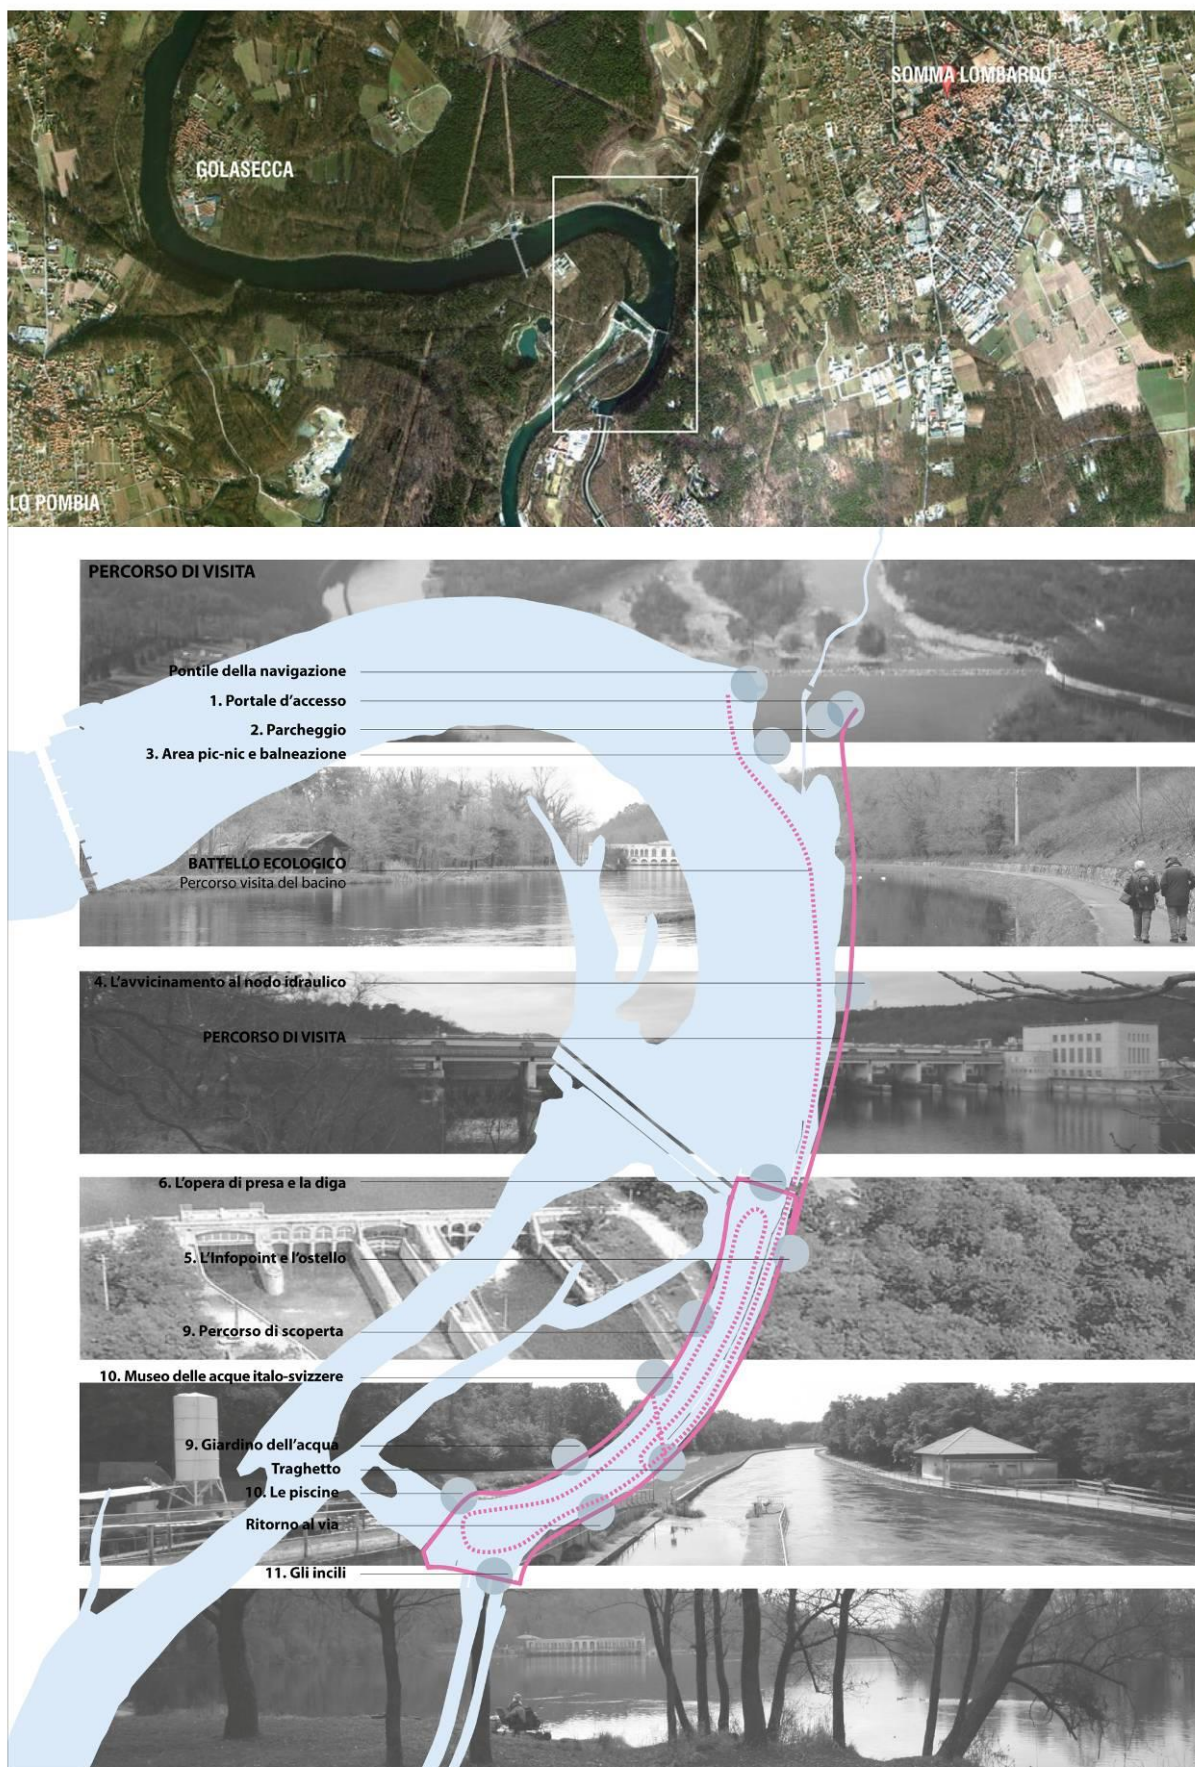 SOMMA LOMBARDO
GOLASECCA
LO POMBIA
PERCORSO DI VISITA
Pontile della navigazione
1. Portale d'accesso
2. Parcheggio
3. Area pic-nic e balneazione
BATTELLO ECOLOGICO
Percorso visita del bacino
4. L'avvicinamento al nodo idraulico
PERCORSO DI VISITA
6. L'opera di presa e la diga
5. L'Infopoint e l'ostello
9. Percorso di scoperta
10. Museo delle acque italo-svizzere
9. Giardino dell'acqua
Traghetto
10. Le piscine
Ritorno al via
11. Gli incili